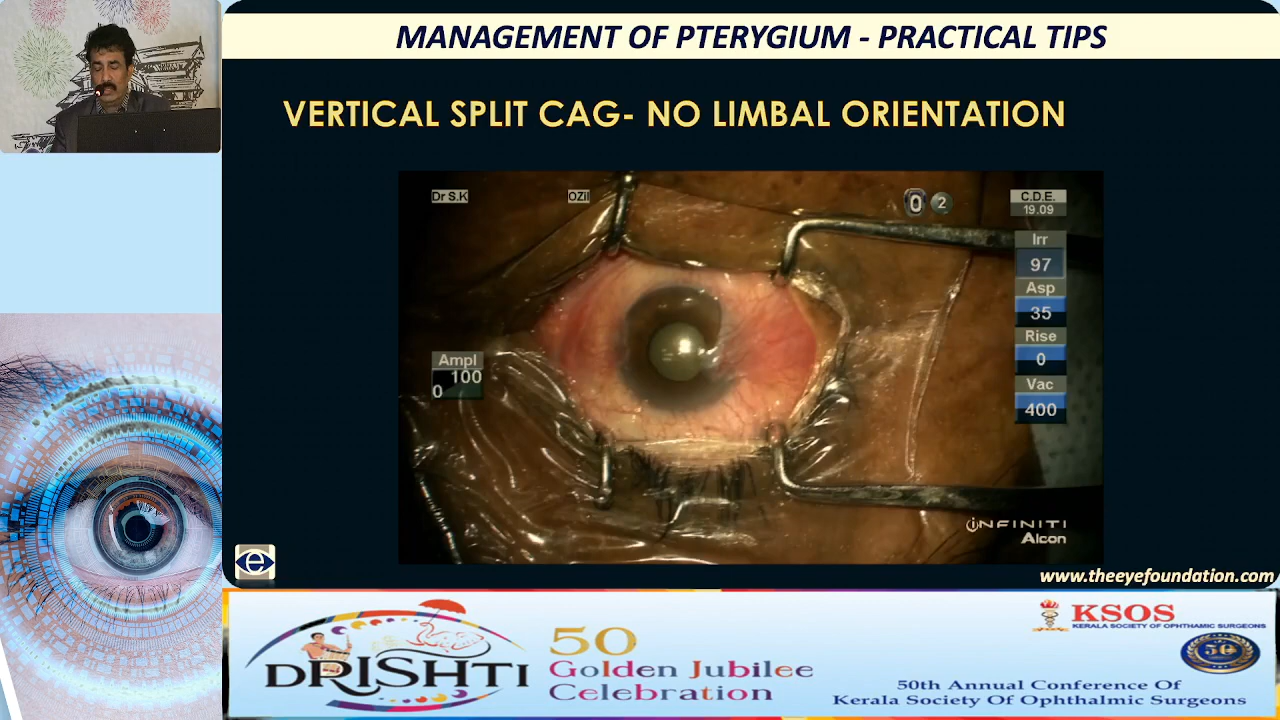 MANAGEMENT OF PTERYGIUM - PRACTICAL TIPS
VERTICAL SPLIT CAG- NO LIMBAL ORIENTATION
Dr S.K
OZil
0
2
C.D.E.
19.09
Irr
97
Asp
35
Rise
0
Vac
400
Ampl
100
0
INFINITI
Alcon
e
www.theeyefoundation.com
DRISHTI
50
Golden Jubilee
Celebration
KSOS
KERALA SOCIETY OF OPHTHAMIC SURGEONS
50
50th Annual Conference Of
Kerala Society Of Ophthalmic Surgeons